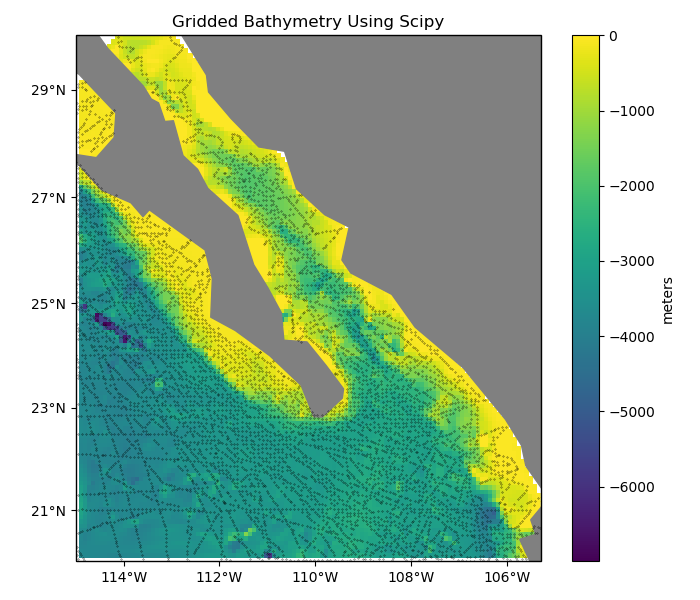 Gridded Bathymetry Using Scipy
29°N
27°N
25°N
23°N
21°N
114°W 112°W 110°W 108°W 106°W
0
−1000
−2000
−3000
−4000
−5000
−6000
meters